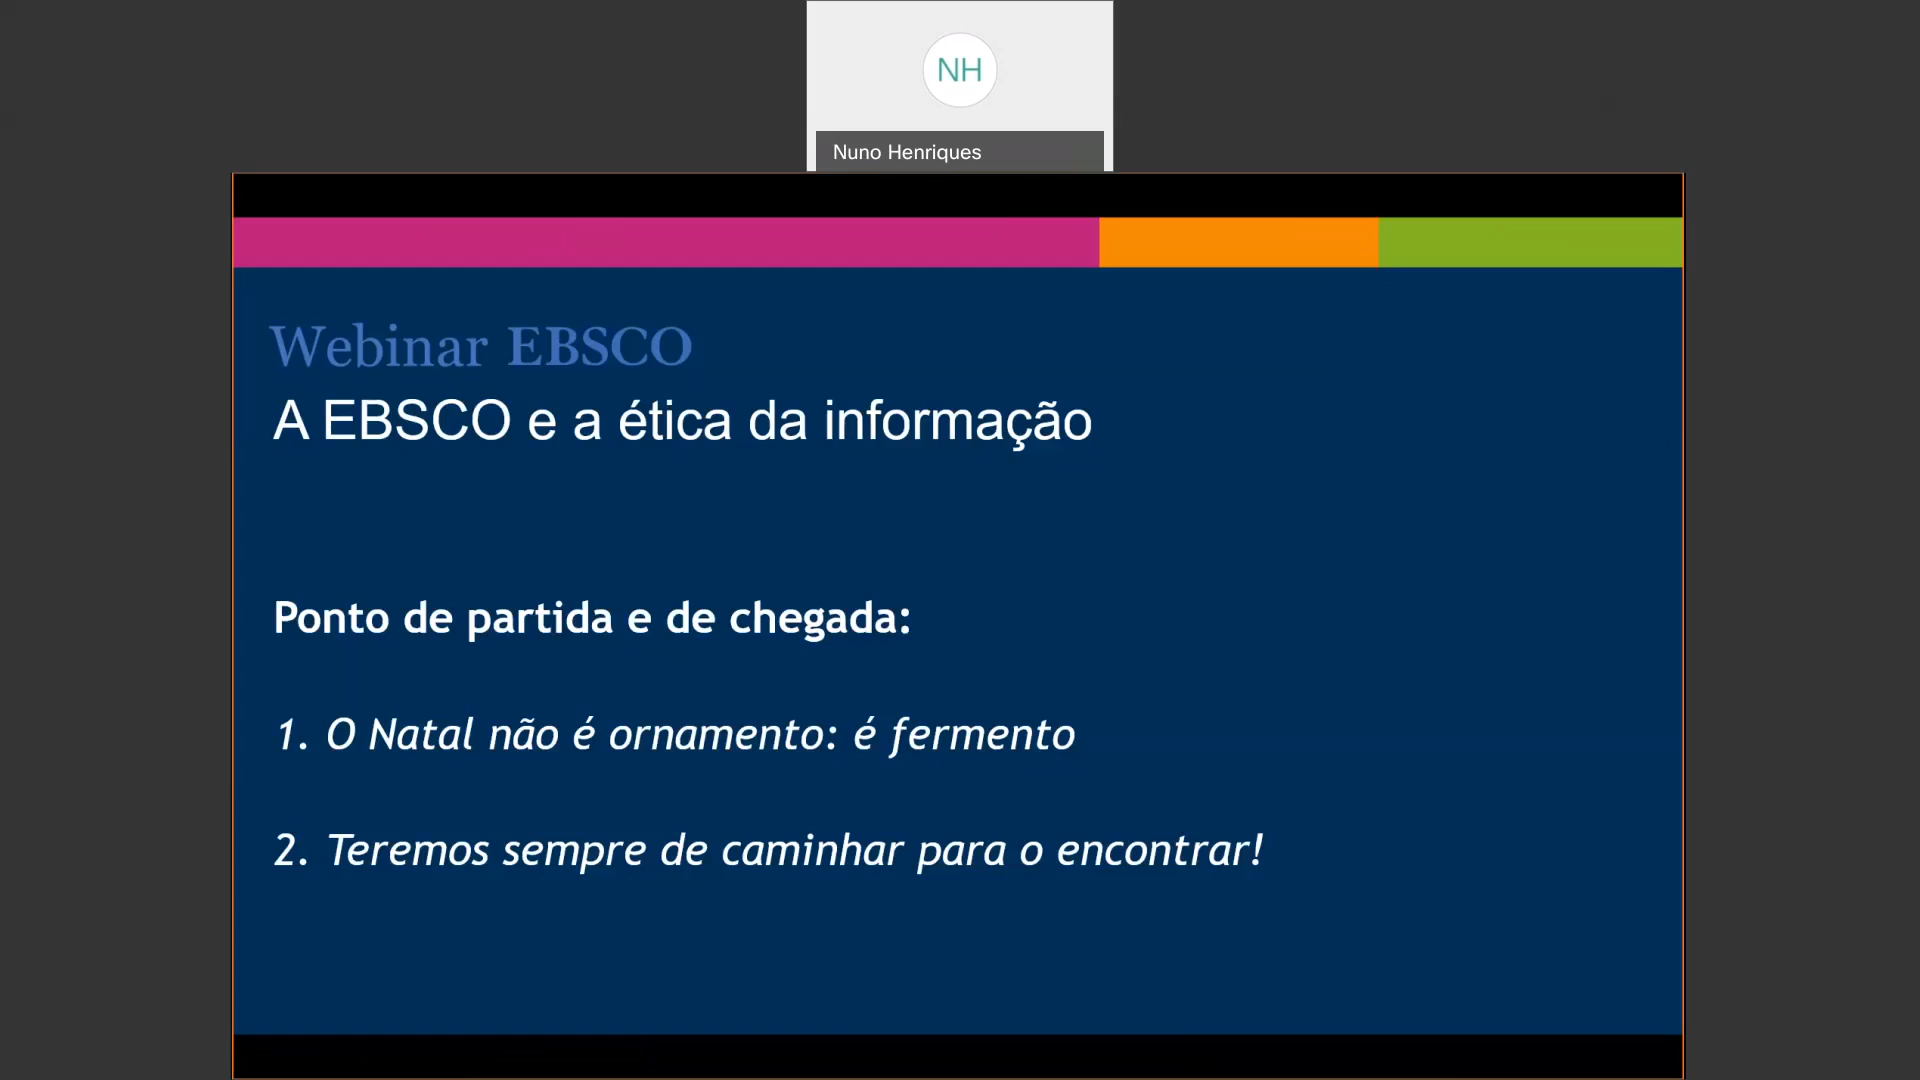 NH
Nuno Henriques
Webinar EBSCO
A EBSCO e a ética da informação
Ponto de partida e de chegada:
1. O Natal não é ornamento: é fermento
2. Teremos sempre de caminhar para o encontrar!